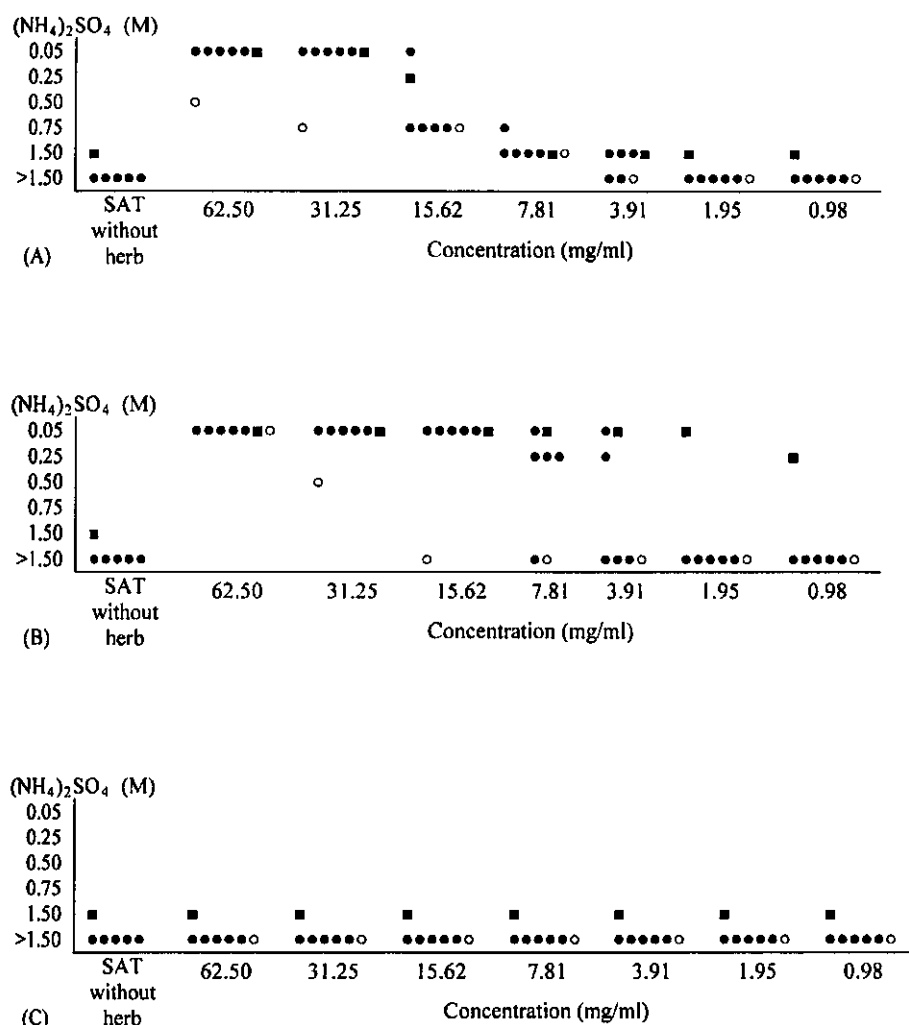 (NH₄)₂SO₄ (M)
0.05
0.25
0.50
0.75
1.50
>1.50
SAT without herb
62.50 31.25 15.62 7.81 3.91 1.95 0.98
Concentration (mg/ml)
(A)
(NH₄)₂SO₄ (M)
0.05
0.25
0.50
0.75
1.50
>1.50
SAT without herb
62.50 31.25 15.62 7.81 3.91 1.95 0.98
Concentration (mg/ml)
(B)
(NH₄)₂SO₄ (M)
0.05
0.25
0.50
0.75
1.50
>1.50
SAT without herb
62.50 31.25 15.62 7.81 3.91 1.95 0.98
Concentration (mg/ml)
(C)